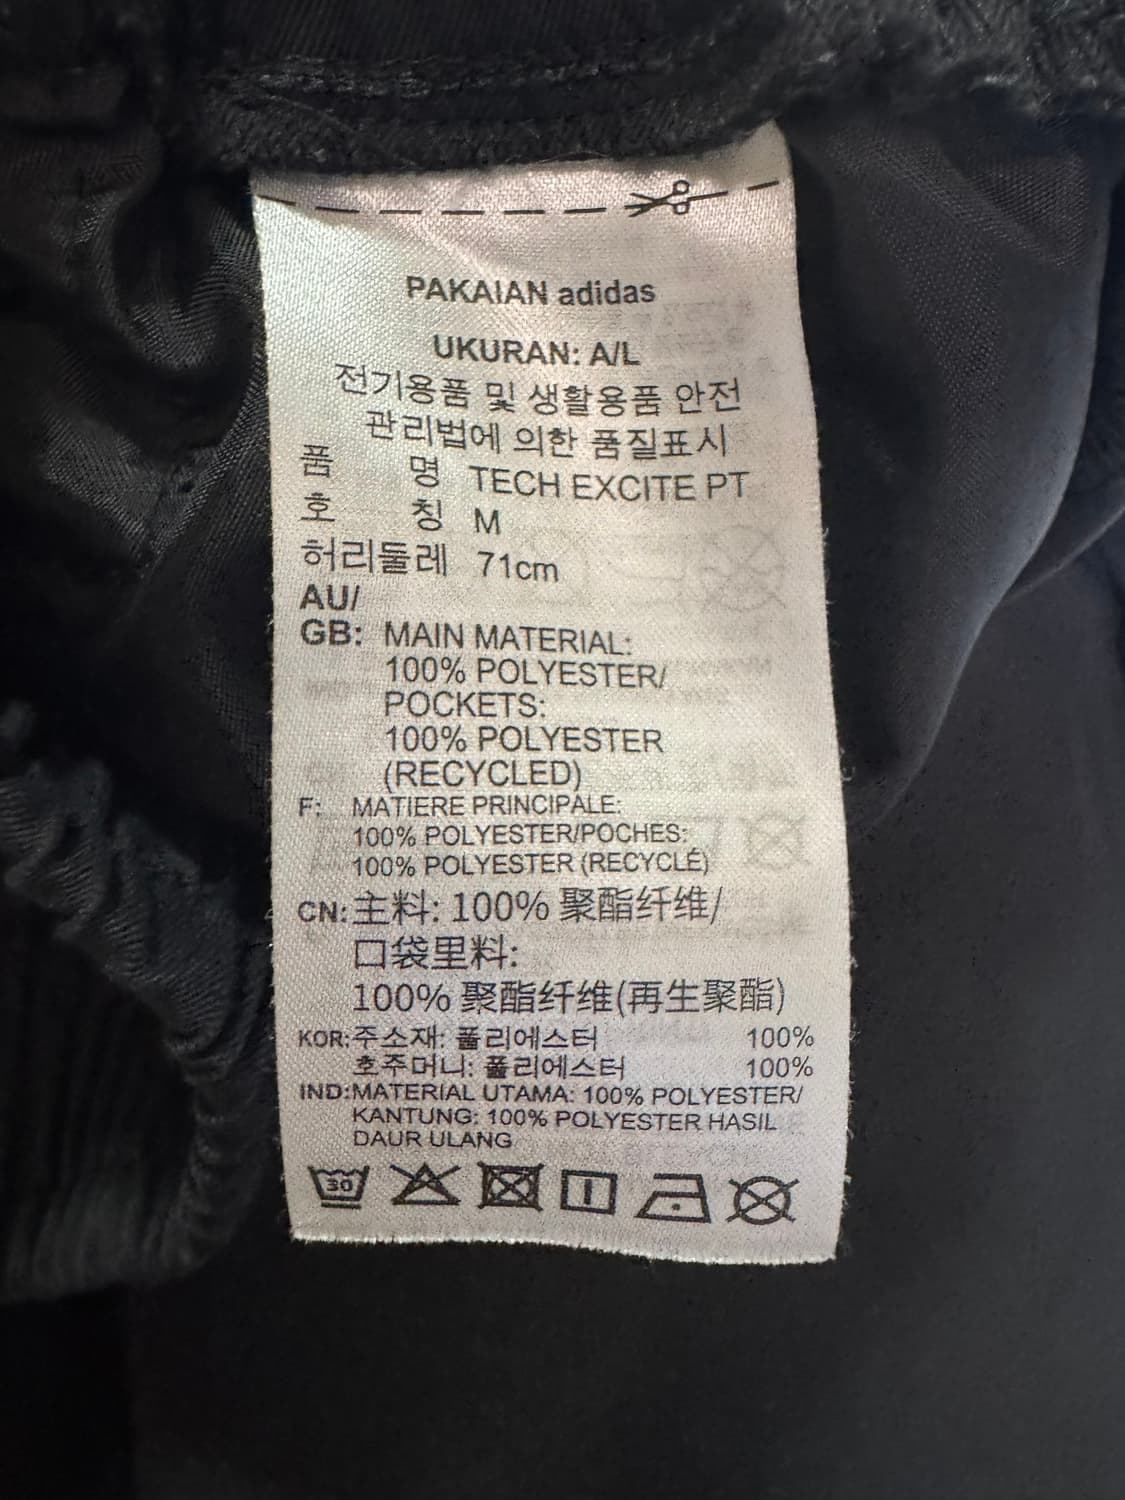 PAKAIAN adidas
UKURAN: A/L
전기용품 및 생활용품 안전
관리법에 의한 품질표시
품 명 TECH EXCITE PT
호 칭 M
허리둘레 71cm
AU/
GB: MAIN MATERIAL:
100% POLYESTER/
POCKETS:
100% POLYESTER
(RECYCLED)
F: MATIERE PRINCIPALE:
100% POLYESTER/POCHES:
100% POLYESTER (RECYCLÉ)
CN: 主料: 100% 聚酯纤维/
口袋里料:
100% 聚酯纤维(再生聚酯)
KOR: 주소재: 폴리에스터 100%
호주머니: 폴리에스터 100%
IND: MATERIAL UTAMA: 100% POLYESTER/
KANTUNG: 100% POLYESTER HASIL
DAUR ULANG
30